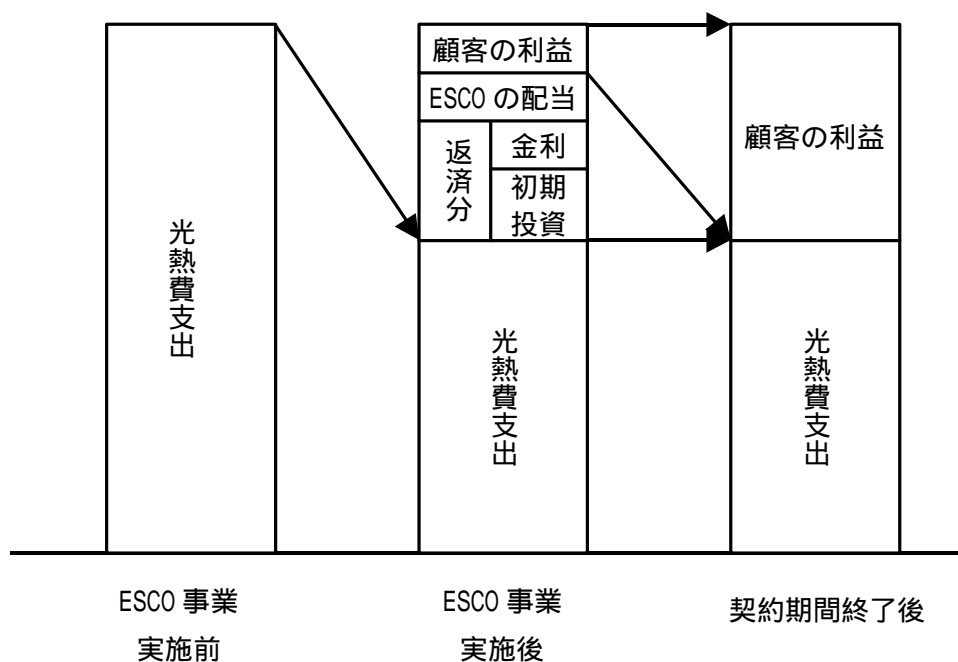 光熱費支出
顧客の利益
ESCO の配当
返済分
金利
初期
投資
光熱費支出
顧客の利益
光熱費支出
ESCO 事業
実施前
ESCO 事業
実施後
契約期間終了後